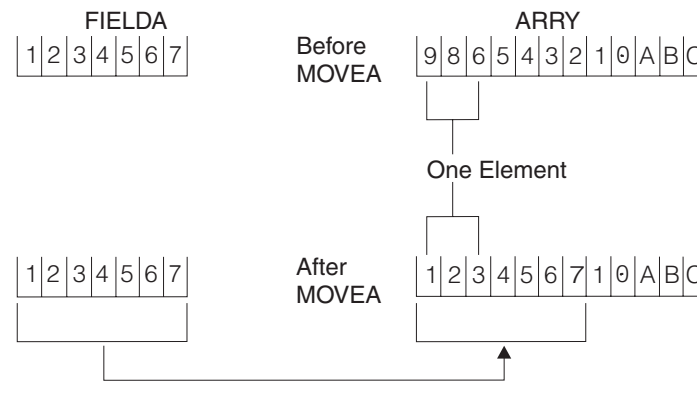 FIELDA ARRY
1 2 3 4 5 6 7 Before MOVEA 9 8 6 5 4 3 2 1 0 A B C
One Element
1 2 3 4 5 6 7 After MOVEA 1 2 3 4 5 6 7 1 0 A B C